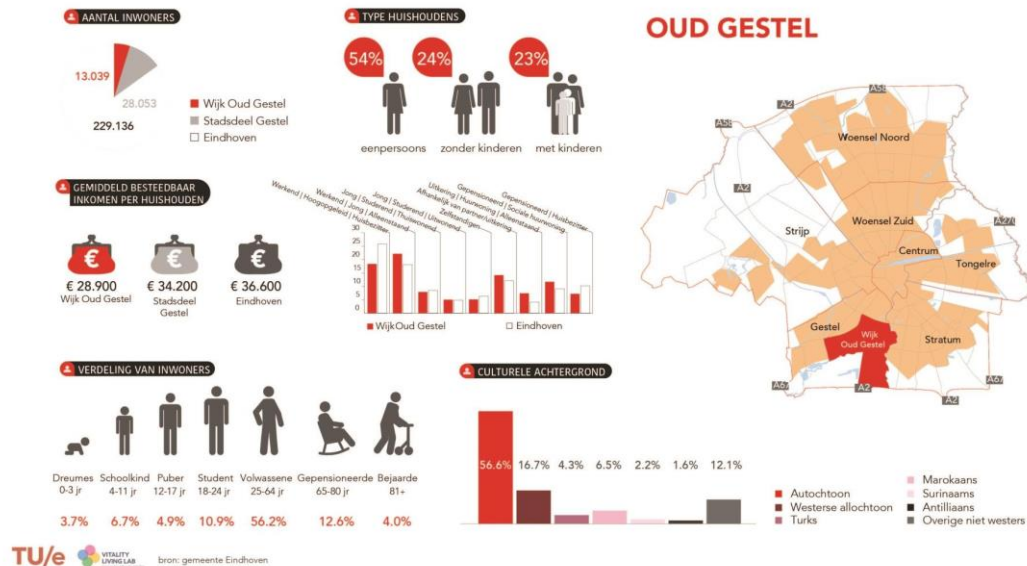 OUD GESTEL
AANTAL INWONERS
13.039
28.053
229.136
Wijk Oud Gestel
Stadsdeel Gestel
Eindhoven
TYPE HUISHOUDENS
54%
24%
23%
eenpersoons
zonder kinderen
met kinderen
GEMIDDELD BESTEEDBAAR
INKOMEN PER HUISHOUDEN
€
€
€
€ 28.900
Wijk Oud Gestel
€ 34.200
Stadsdeel
Gestel
€ 36.600
Eindhoven
Werkend | Hoogopgeleid | Huisbezitter
Werkend | Jong | Alleenstaand
Jong | Studerend | Thuiswonend
Jong | Studerend | Uitwonend
Zelfstandigen
Afhankelijk van partner/uitkering
Uitkering | Huurwoning | Alleenstaand
Gepensioneerd | Sociale huurwoning
Gepensioneerd | Huisbezitter
30
25
20
15
10
5
0
Wijk Oud Gestel
Eindhoven
A58
A2
A58
Woensel Noord
A2
Woensel Zuid
Strijp
Centrum
Tongelre
Gestel
Wijk
Oud Gestel
Stratum
A2
A2
VERDELING VAN INWONERS
Dreumes
0-3 jr
3.7%
Schoolkind
4-11 jr
6.7%
Puber
12-17 jr
4.9%
Student
18-24 jr
10.9%
Volwassene
25-64 jr
56.2%
Gepensioneerde
65-80 jr
12.6%
Bejaarde
81+
4.0%
CULTURELE ACHTERGROND
56.6%
16.7%
4.3%
6.5%
2.2%
1.6%
12.1%
Autochtoon
Westerse allochtoon
Turks
Marokaans
Surinaams
Antilliaans
Overige niet westers
TU/e
VITALITY
LIVING LAB
bron: gemeente Eindhoven